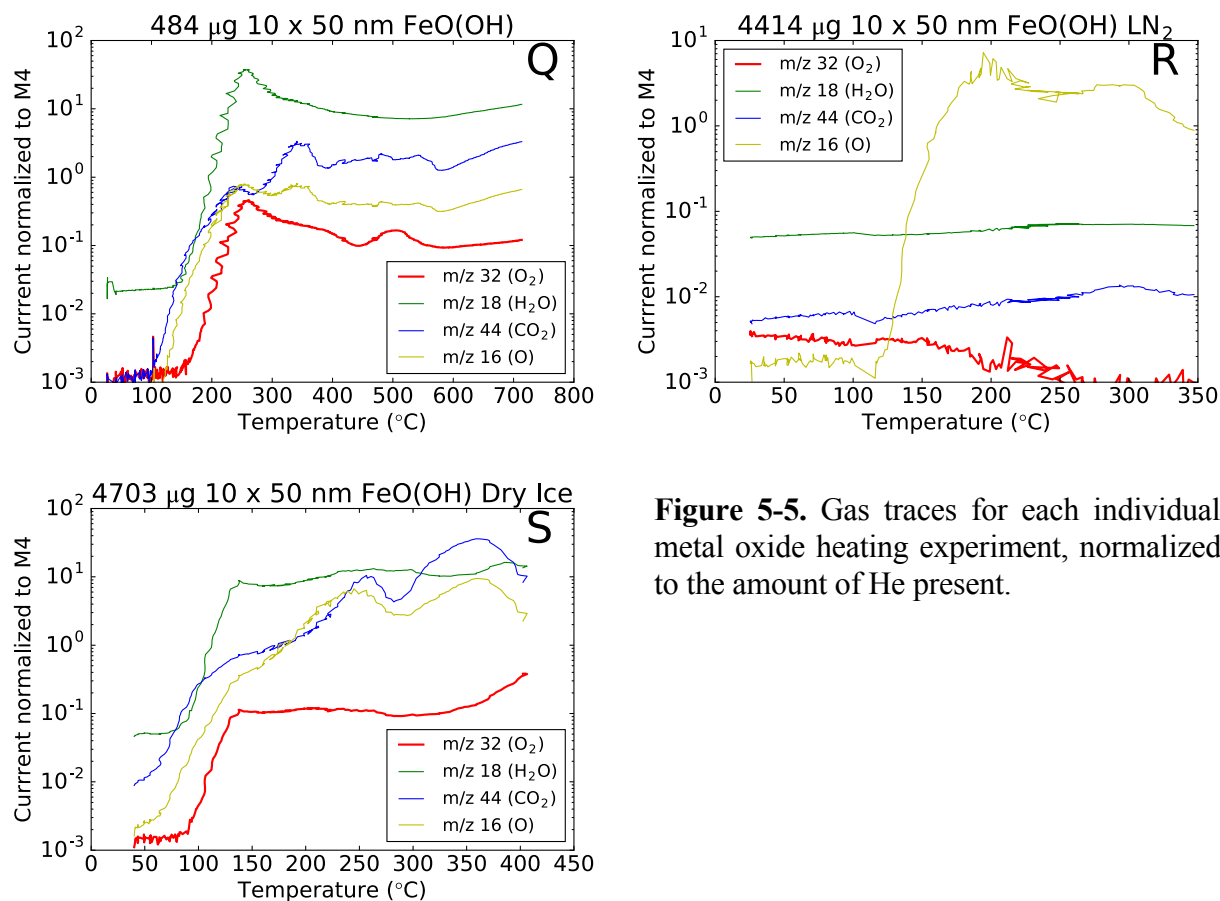 484 μg 10 x 50 nm FeO(OH)
Q
Currrent normalized to M4
10² 10¹ 10⁰ 10⁻¹ 10⁻² 10⁻³
m/z 32 (O₂)
m/z 18 (H₂O)
m/z 44 (CO₂)
m/z 16 (O)
0 100 200 300 400 500 600 700 800
Temperature (°C)
4414 μg 10 x 50 nm FeO(OH) LN₂
R
Currrent normalized to M4
10¹ 10⁰ 10⁻¹ 10⁻² 10⁻³
m/z 32 (O₂)
m/z 18 (H₂O)
m/z 44 (CO₂)
m/z 16 (O)
0 50 100 150 200 250 300 350
Temperature (°C)
4703 μg 10 x 50 nm FeO(OH) Dry Ice
S
Currrent normalized to M4
10² 10¹ 10⁰ 10⁻¹ 10⁻² 10⁻³
m/z 32 (O₂)
m/z 18 (H₂O)
m/z 44 (CO₂)
m/z 16 (O)
0 50 100 150 200 250 300 350 400 450
Temperature (°C)
Figure 5-5. Gas traces for each individual
metal oxide heating experiment, normalized
to the amount of He present.